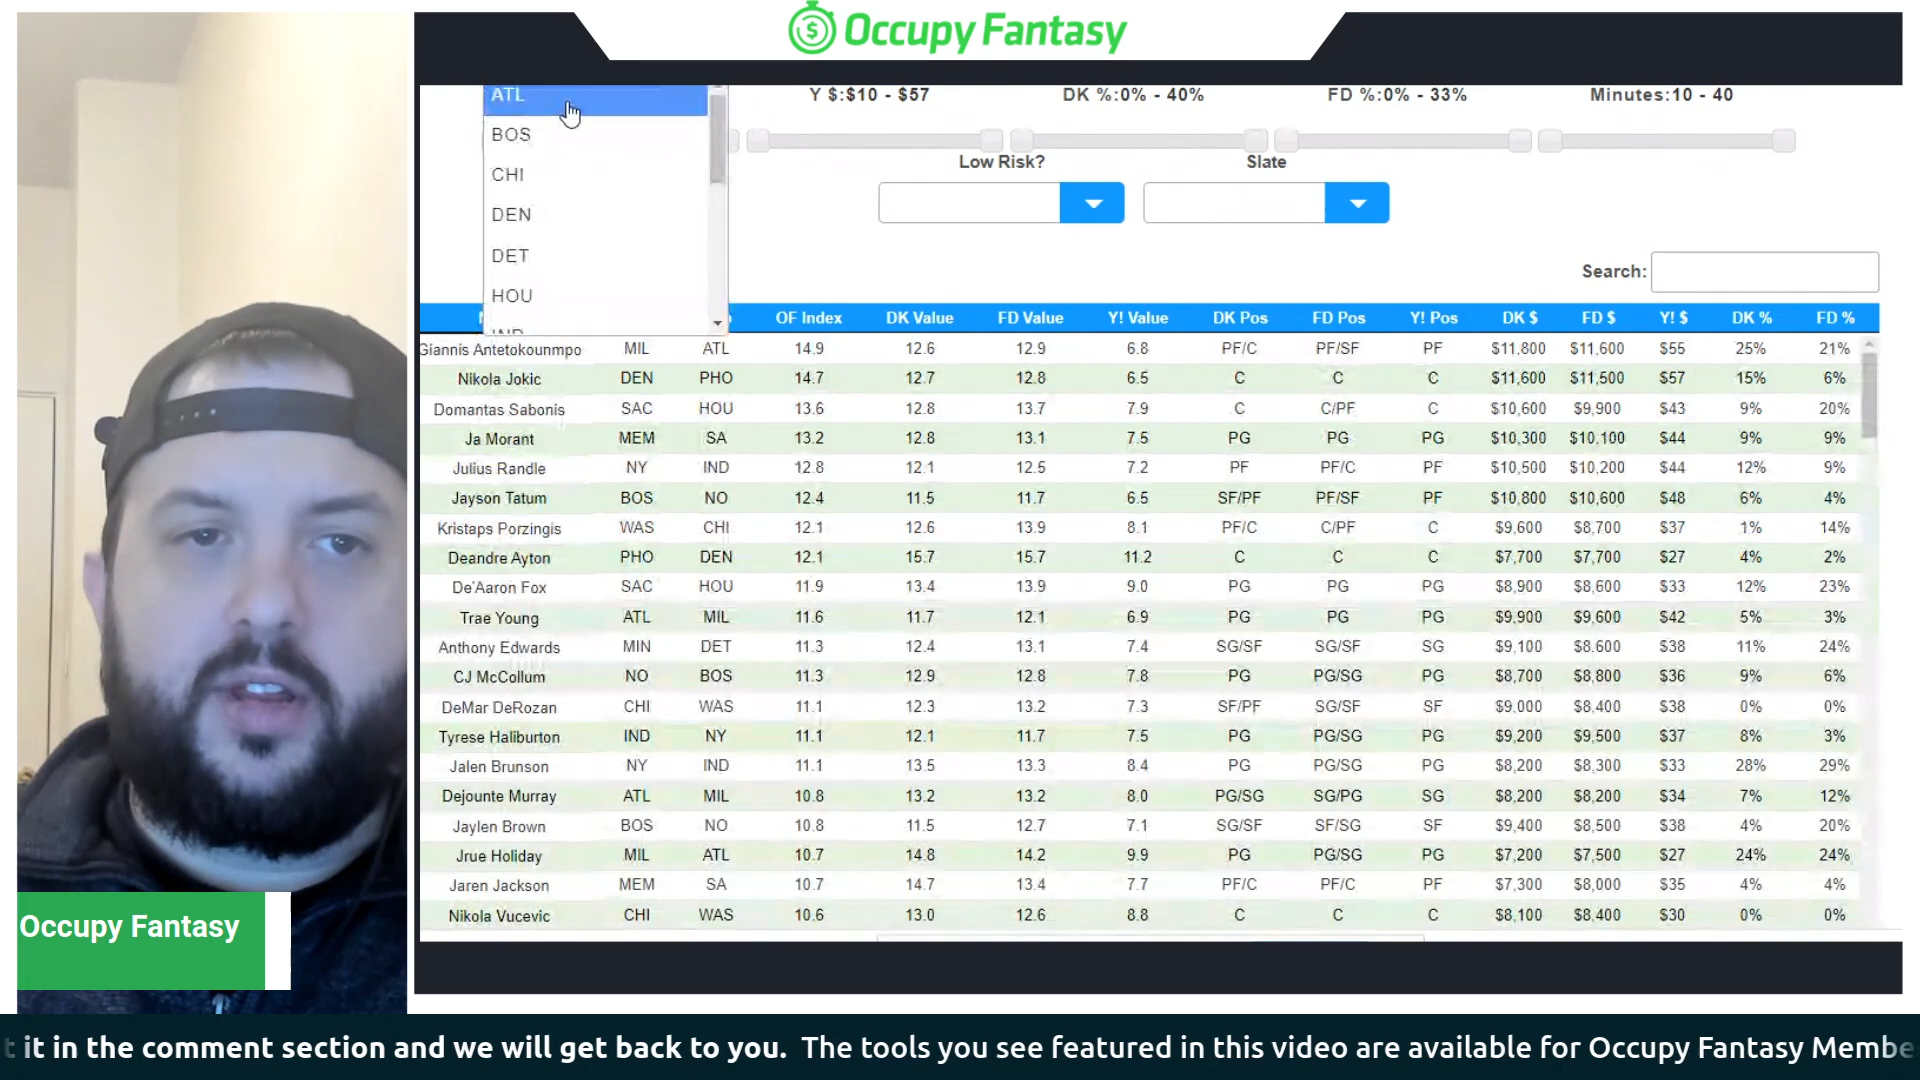 Occupy Fantasy
ATL
BOS
CHI
DEN
DET
HOU
IND
Y $:$10 - $57
DK %:0% - 40%
FD %:0% - 33%
Minutes:10 - 40
Low Risk?
Slate
Search:
OF Index DK Value FD Value Y! Value DK Pos FD Pos Y! Pos DK $ FD $ Y! $ DK % FD %
Giannis Antetokounmpo MIL ATL 14.9 12.6 12.9 6.8 PF/C PF/SF PF $11,800 $11,600 $55 25% 21%
Nikola Jokic DEN PHO 14.7 12.7 12.8 6.5 C C C $11,600 $11,500 $57 15% 6%
Domantas Sabonis SAC HOU 13.6 12.8 13.7 7.9 C C/PF C $10,600 $9,900 $43 9% 20%
Ja Morant MEM SA 13.2 12.8 13.1 7.5 PG PG PG $10,300 $10,100 $44 9% 9%
Julius Randle NY IND 12.8 12.1 12.5 7.2 PF PF/C PF $10,500 $10,200 $44 12% 9%
Jayson Tatum BOS NO 12.4 11.5 11.7 6.5 SF/PF PF/SF PF $10,800 $10,600 $48 6% 4%
Kristaps Porzingis WAS CHI 12.1 12.6 13.9 8.1 PF/C C/PF C $9,600 $8,700 $37 1% 14%
Deandre Ayton PHO DEN 12.1 15.7 15.7 11.2 C C C $7,700 $7,700 $27 4% 2%
De'Aaron Fox SAC HOU 11.9 13.4 13.9 9.0 PG PG PG $8,900 $8,600 $33 12% 23%
Trae Young ATL MIL 11.6 11.7 12.1 6.9 PG PG PG $9,900 $9,600 $42 5% 3%
Anthony Edwards MIN DET 11.3 12.4 13.1 7.4 SG/SF SG/SF SG $9,100 $8,600 $38 11% 24%
CJ McCollum NO BOS 11.3 12.9 12.8 7.8 PG PG/SG PG $8,700 $8,800 $36 9% 6%
DeMar DeRozan CHI WAS 11.1 12.3 13.2 7.3 SF/PF SG/SF SF $9,000 $8,400 $38 0% 0%
Tyrese Haliburton IND NY 11.1 12.1 11.7 7.5 PG PG/SG PG $9,200 $9,500 $37 8% 3%
Jalen Brunson NY IND 11.1 13.5 13.3 8.4 PG PG/SG PG $8,200 $8,300 $33 28% 29%
Dejounte Murray ATL MIL 10.8 13.2 13.2 8.0 PG/SG SG/PG SG $8,200 $8,200 $34 7% 12%
Jaylen Brown BOS NO 10.8 11.5 12.7 7.1 SG/SF SF/SG SF $9,400 $8,500 $38 4% 20%
Jrue Holiday MIL ATL 10.7 14.8 14.2 9.9 PG PG/SG PG $7,200 $7,500 $27 24% 24%
Jaren Jackson MEM SA 10.7 14.7 13.4 7.7 PF/C PF/C PF $7,300 $8,000 $35 4% 4%
Nikola Vucevic CHI WAS 10.6 13.0 12.6 8.8 C C C $8,100 $8,400 $30 0% 0%
Occupy Fantasy
it in the comment section and we will get back to you. The tools you see featured in this video are available for Occupy Fantasy Membe